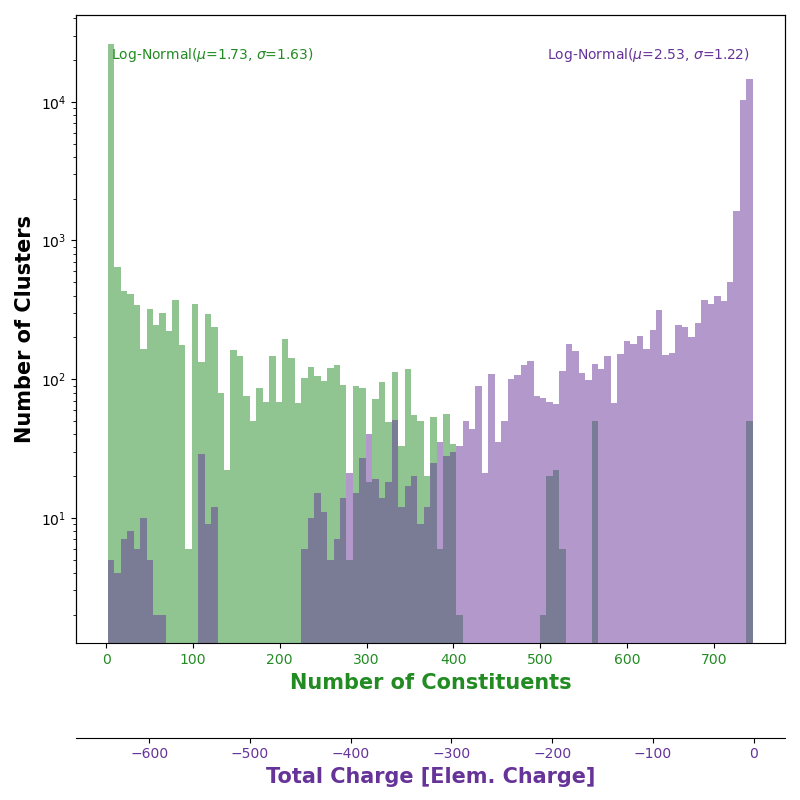 Log-Normal(μ=1.73, σ=1.63) Log-Normal(μ=2.53, σ=1.22)
10⁴
10³
10²
10¹
Number of Clusters
0 100 200 300 400 500 600 700
Number of Constituents
−600 −500 −400 −300 −200 −100 0
Total Charge [Elem. Charge]